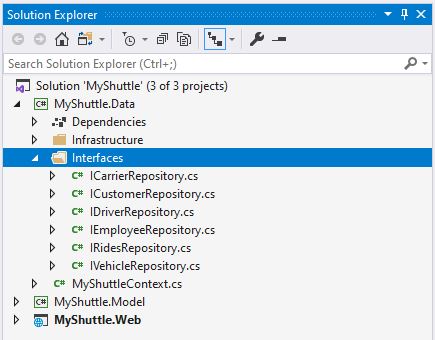 Solution Explorer
Search Solution Explorer (Ctrl+;)
Solution 'MyShuttle' (3 of 3 projects)
C# MyShuttle.Data
Dependencies
Infrastructure
Interfaces
C# ICarrierRepository.cs
C# ICustomerRepository.cs
C# IDriverRepository.cs
C# IEmployeeRepository.cs
C# IRidesRepository.cs
C# IVehicleRepository.cs
C# MyShuttleContext.cs
C# MyShuttle.Model
MyShuttle.Web